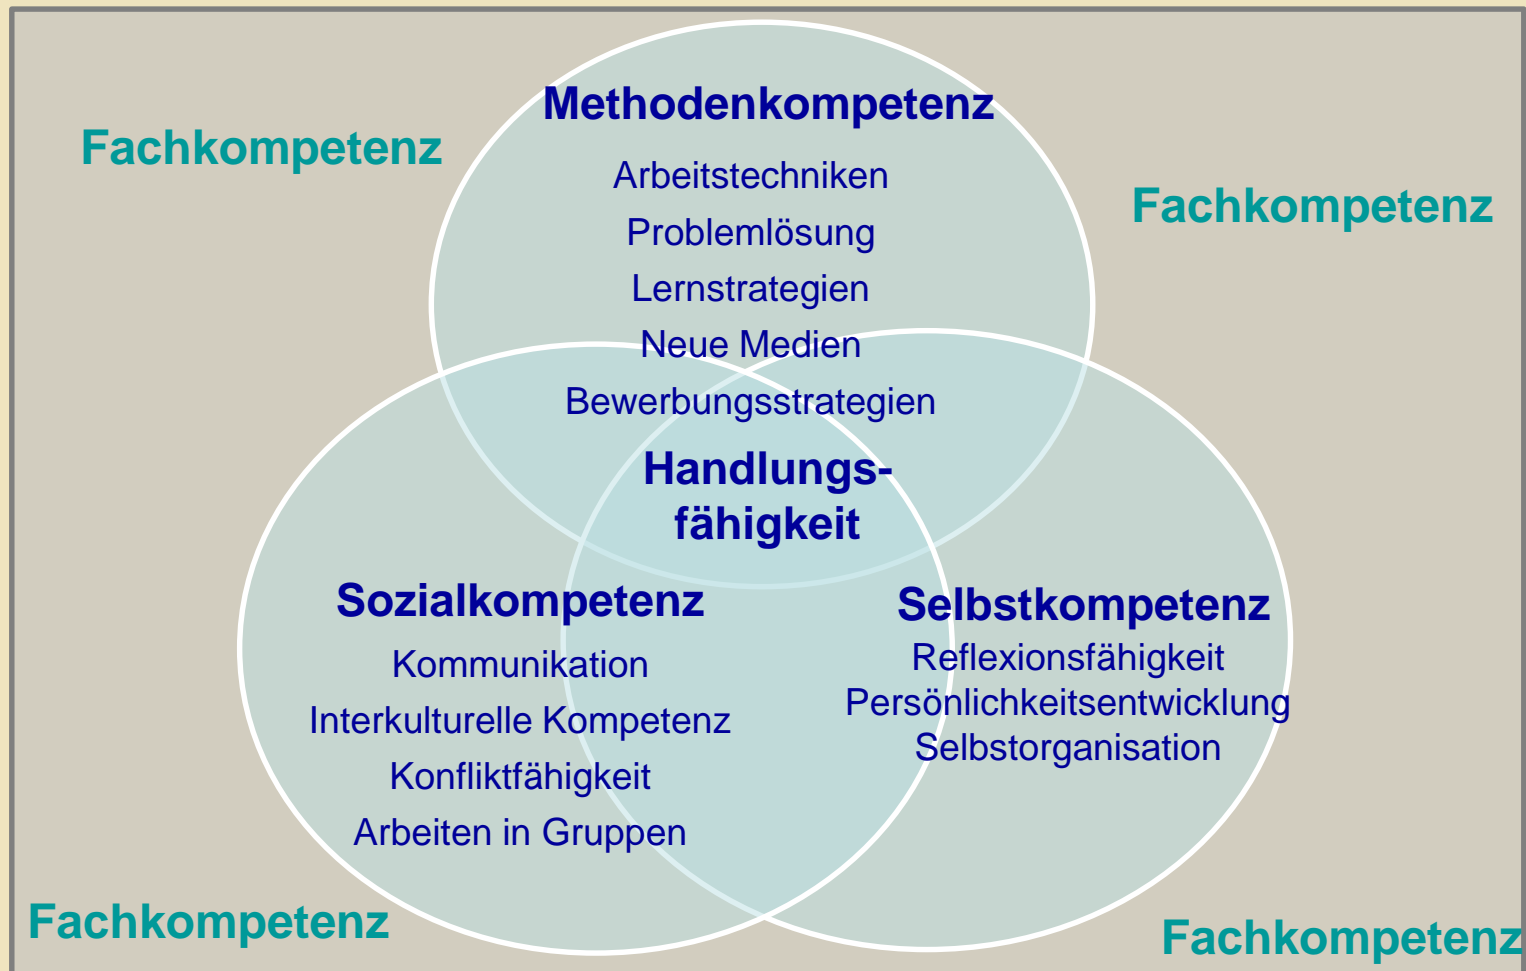 Methodenkompetenz
Fachkompetenz
Arbeitstechniken
Fachkompetenz
Problemlösung
Lernstrategien
Neue Medien
Bewerbungsstrategien
Handlungs-
fähigkeit
Sozialkompetenz
Kommunikation
Interkulturelle Kompetenz
Konfliktfähigkeit
Arbeiten in Gruppen
Selbstkompetenz
Reflexionsfähigkeit
Persönlichkeitsentwicklung
Selbstorganisation
Fachkompetenz
Fachkompetenz